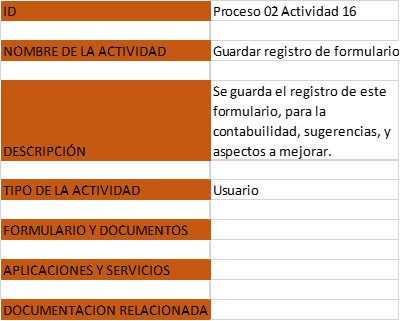 ID Proceso 02 Actividad 16
NOMBRE DE LA ACTIVIDAD Guardar registro de formulario
Se guarda el registro de este
formulario, para la
contabuilidad, sugerencias, y
DESCRIPCIÓN aspectos a mejorar.
TIPO DE LA ACTIVIDAD Usuario
FORMULARIO Y DOCUMENTOS
APLICACIONES Y SERVICIOS
DOCUMENTACION RELACIONADA